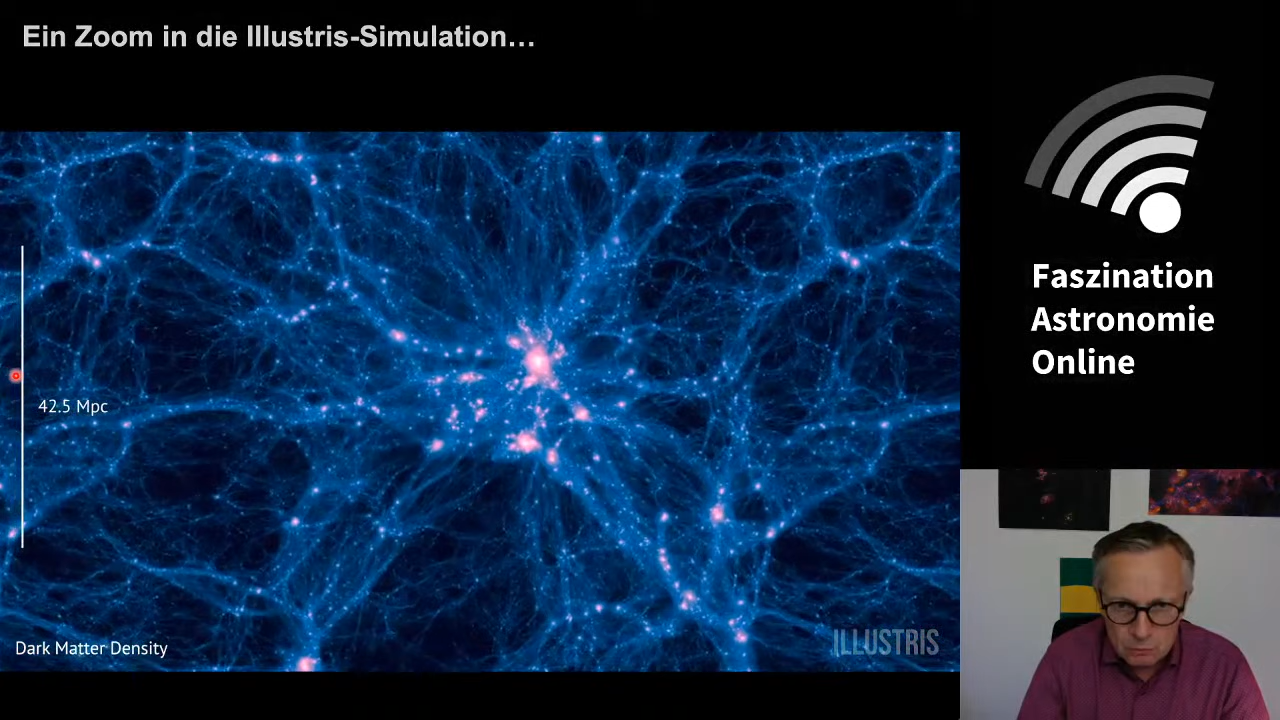 Ein Zoom in die Illustris-Simulation…
42.5 Mpc
Dark Matter Density
ILLUSTRIS
Faszination
Astronomie
Online